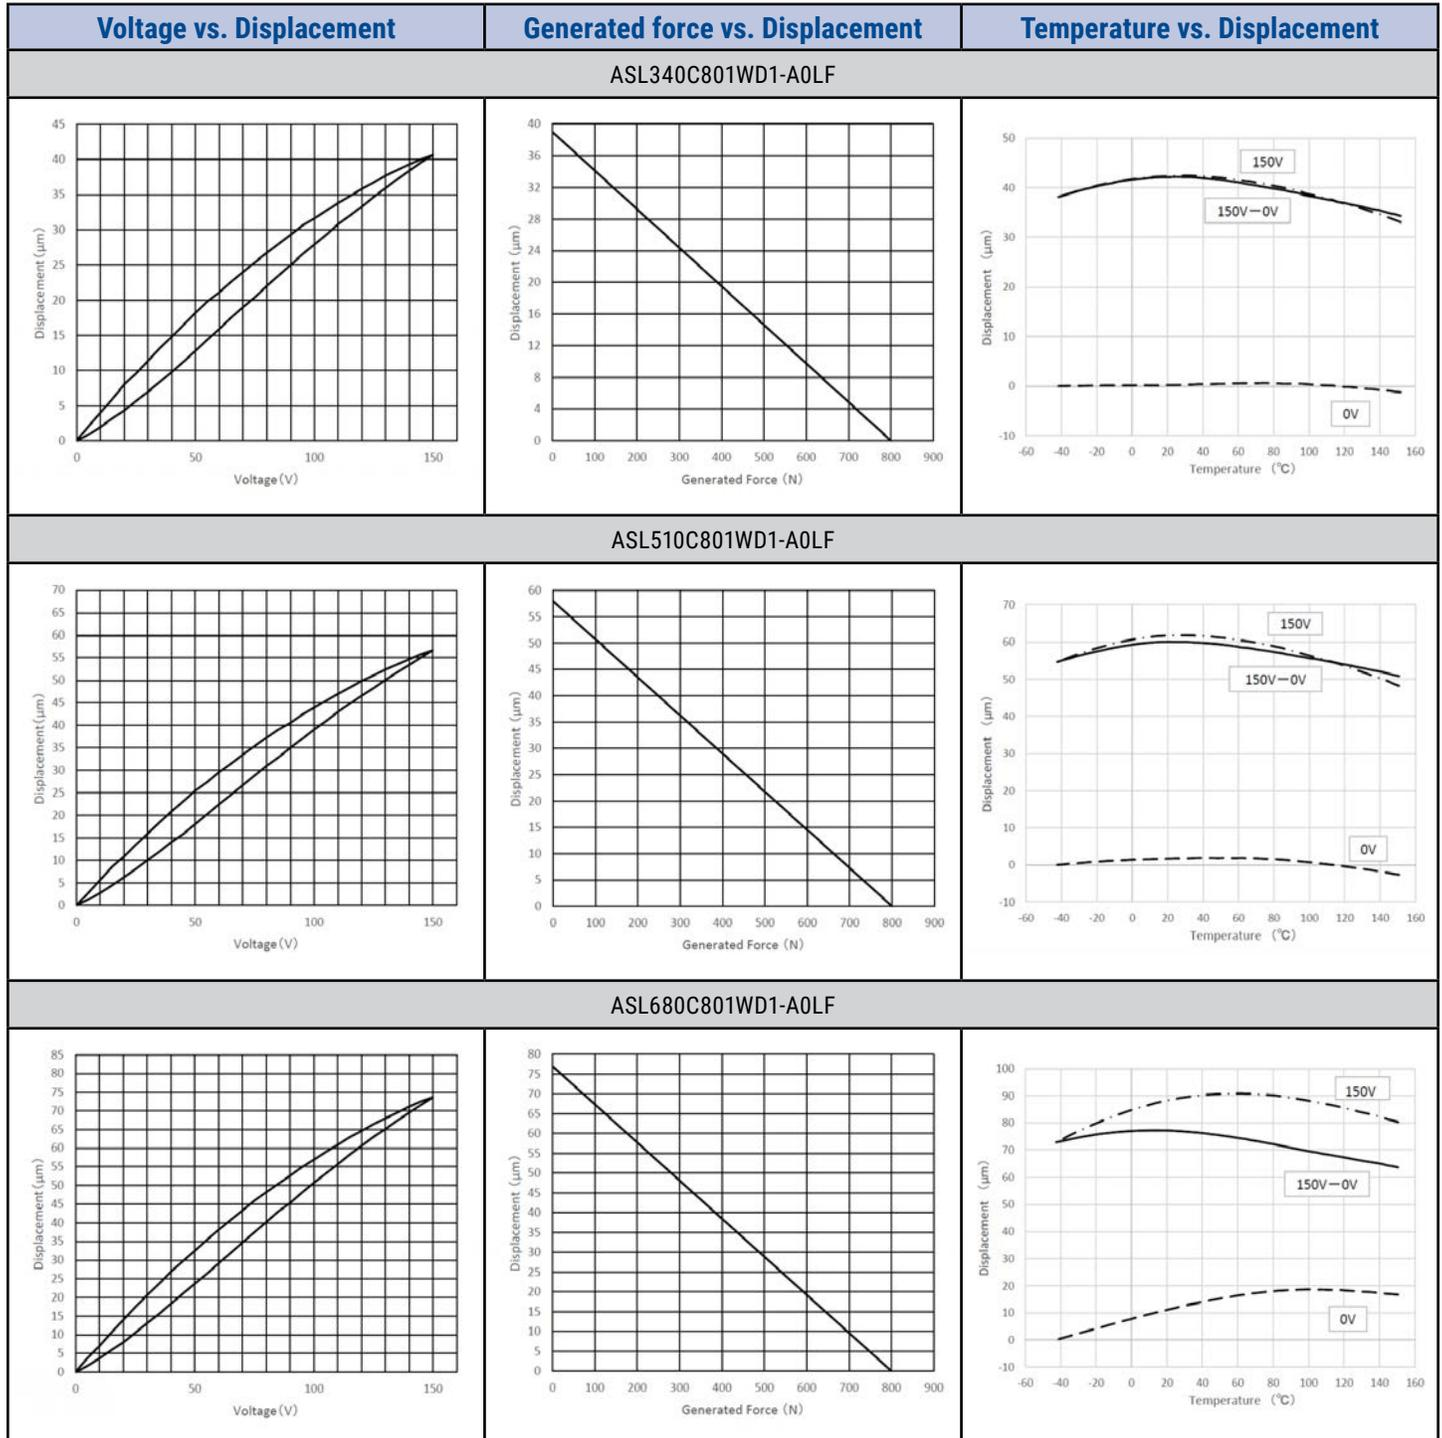 Voltage vs. Displacement
Generated force vs. Displacement
Temperature vs. Displacement
ASL340C801WD1-A0LF
45
40
35
30
25
20
15
10
5
0
0 50 100 150
Displacement(μm)
Voltage(V)
40
36
32
28
24
20
16
12
8
4
0
0 100 200 300 400 500 600 700 800 900
Displacement (μm)
Generated Force (N)
50
40
30
20
10
0
-10
-60 -40 -20 0 20 40 60 80 100 120 140 160
Displacement (μm)
Temperature (℃)
150V
150V－0V
0V
ASL510C801WD1-A0LF
70
65
60
55
50
45
40
35
30
25
20
15
10
5
0
0 50 100 150
Displacement(μm)
Voltage(V)
60
55
50
45
40
35
30
25
20
15
10
5
0
0 100 200 300 400 500 600 700 800 900
Displacement (μm)
Generated Force (N)
70
60
50
40
30
20
10
0
-10
-60 -40 -20 0 20 40 60 80 100 120 140 160
Displacement (μm)
Temperature (℃)
150V
150V－0V
0V
ASL680C801WD1-A0LF
85
80
75
70
65
60
55
50
45
40
35
30
25
20
15
10
5
0
0 50 100 150
Displacement(μm)
Voltage(V)
80
75
70
65
60
55
50
45
40
35
30
25
20
15
10
5
0
0 100 200 300 400 500 600 700 800 900
Displacement (μm)
Generated Force (N)
100
90
80
70
60
50
40
30
20
10
0
-10
-60 -40 -20 0 20 40 60 80 100 120 140 160
Displacement (μm)
Temperature (℃)
150V
150V－0V
0V